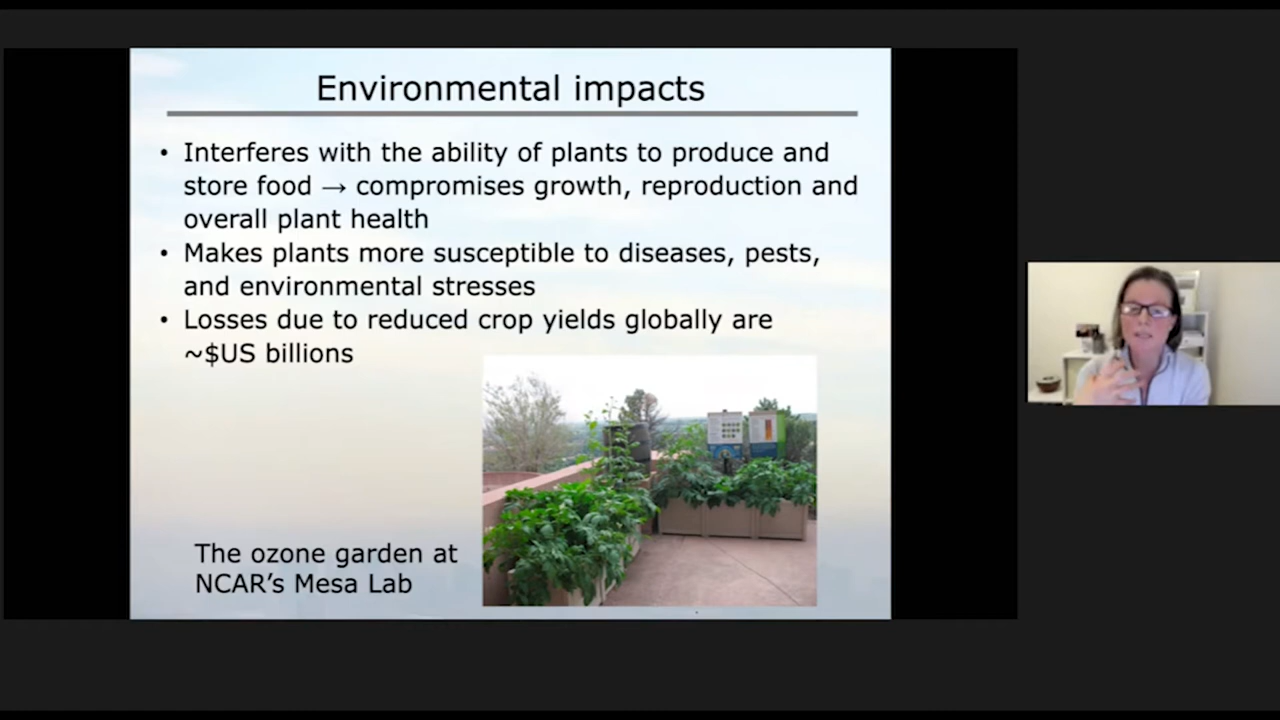 Environmental impacts
• Interferes with the ability of plants to produce and
store food → compromises growth, reproduction and
overall plant health
• Makes plants more susceptible to diseases, pests,
and environmental stresses
• Losses due to reduced crop yields globally are
~$US billions
The ozone garden at
NCAR’s Mesa Lab